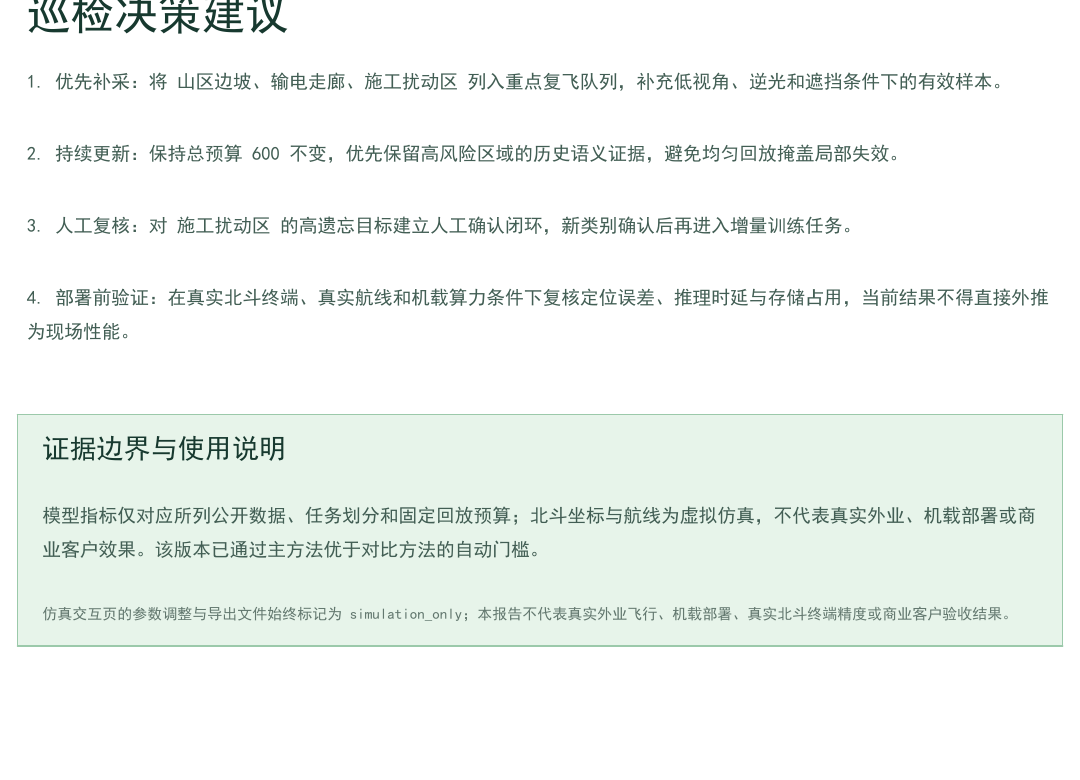 巡检决策建议
1. 优先补采：将 山区边坡、输电走廊、施工扰动区 列入重点复飞队列，补充低视角、逆光和遮挡条件下的有效样本。
2. 持续更新：保持总预算 600 不变，优先保留高风险区域的历史语义证据，避免均匀回放掩盖局部失效。
3. 人工复核：对 施工扰动区 的高遗忘目标建立人工确认闭环，新类别确认后再进入增量训练任务。
4. 部署前验证：在真实北斗终端、真实航线和机载算力条件下复核定位误差、推理时延与存储占用，当前结果不得直接外推
为现场性能。
证据边界与使用说明
模型指标仅对应所列公开数据、任务划分和固定回放预算；北斗坐标与航线为虚拟仿真，不代表真实外业、机载部署或商
业客户效果。该版本已通过主方法优于对比方法的自动门槛。
仿真交互页的参数调整与导出文件始终标记为 simulation_only；本报告不代表真实外业飞行、机载部署、真实北斗终端精度或商业客户验收结果。